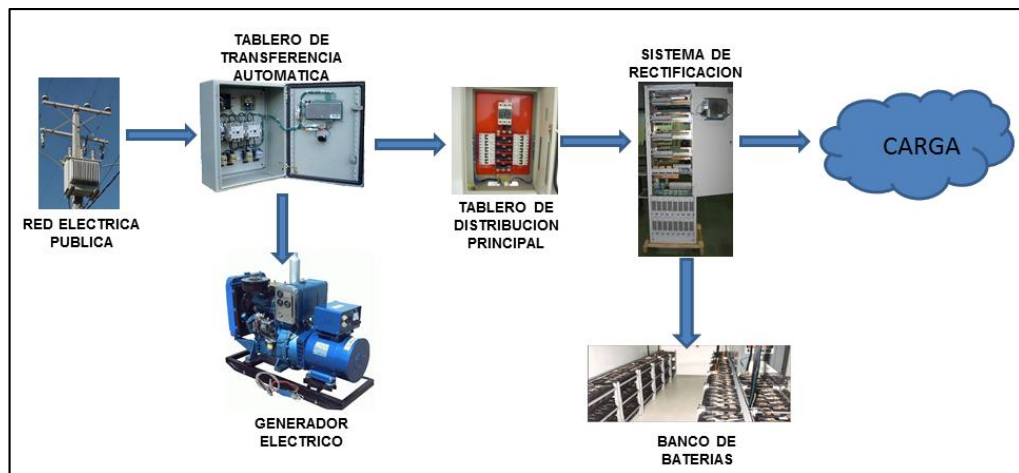 TABLERO DE
TRANSFERENCIA
AUTOMATICA
SISTEMA DE
RECTIFICACION
CARGA
RED ELECTRICA
PUBLICA
TABLERO DE
DISTRIBUCION
PRINCIPAL
GENERADOR
ELECTRICO
BANCO DE
BATERIAS